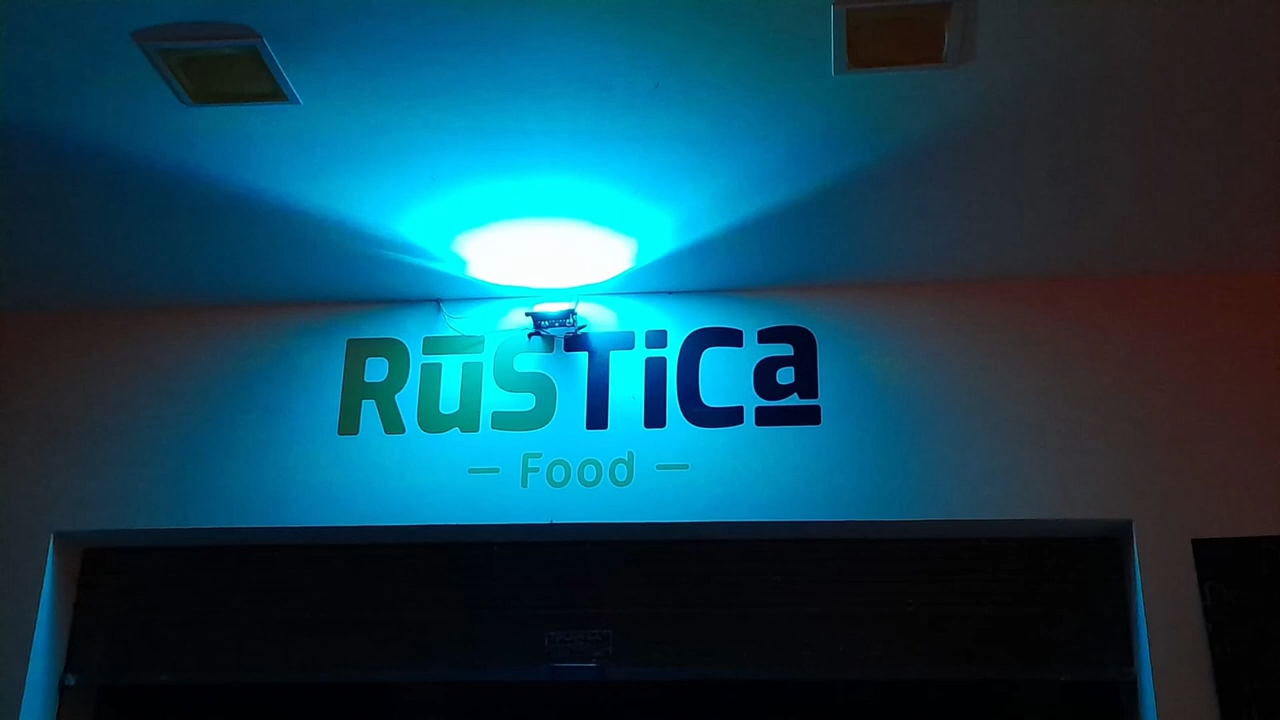 RūSTiCa
— Food —